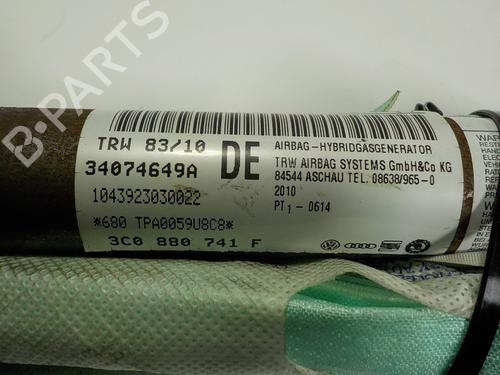 B-PARTS
TRW 83/10
34074649A
DE
AIRBAG-HYBRIDGASGENERATOR
TRW AIRBAG SYSTEMS GmbH&Co KG
84544 ASCHAU TEL. 08638/965-0
2010
PT1-0614
1043923030022
*680 TPA0059U8C8*
3C0 880 741 F